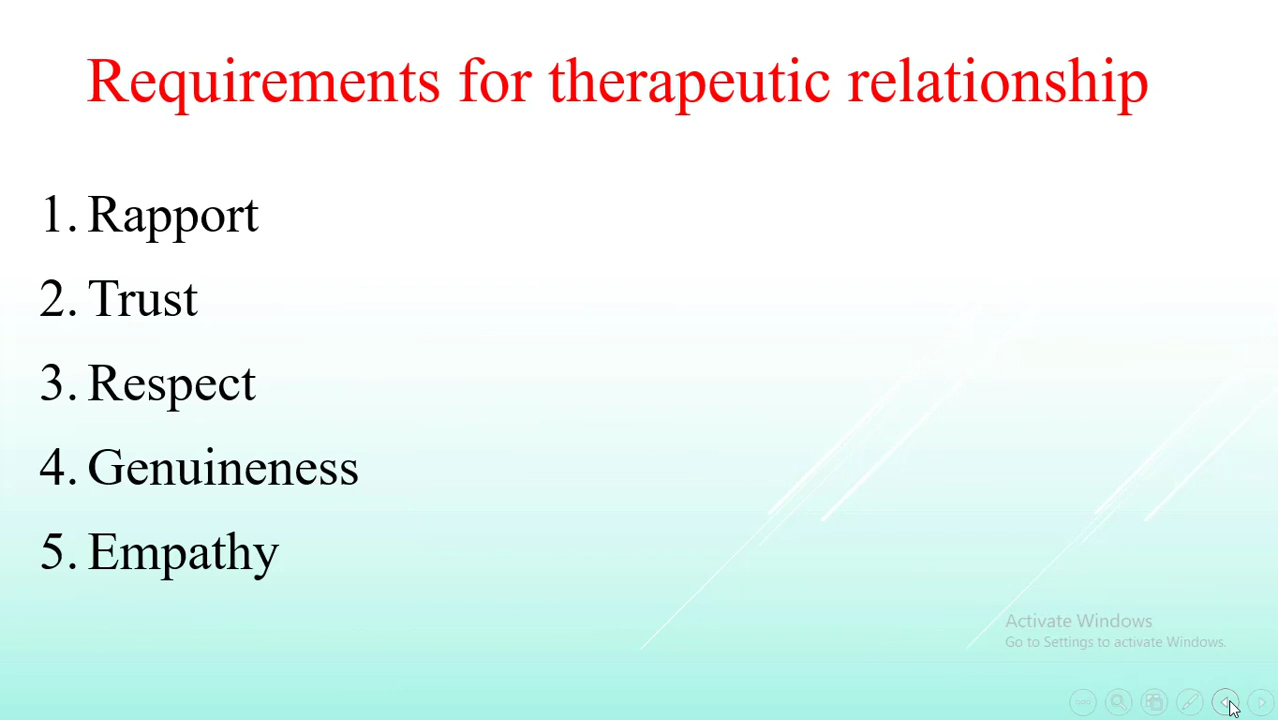 Requirements for therapeutic relationship
1. Rapport
2. Trust
3. Respect
4. Genuineness
5. Empathy
Activate Windows
Go to Settings to activate Windows.